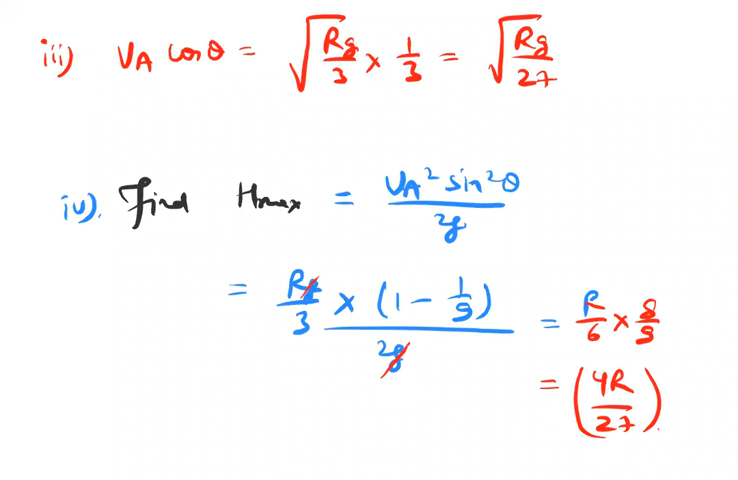 iii) V_A cosθ = √(Rg/3) × 1/3 = √(Rg/27)
iv). Find Hmax = V_A² sin²θ / 2g
= Rg/3 × (1 - 1/9) / 2g = R/6 × 8/9
= (4R/27).